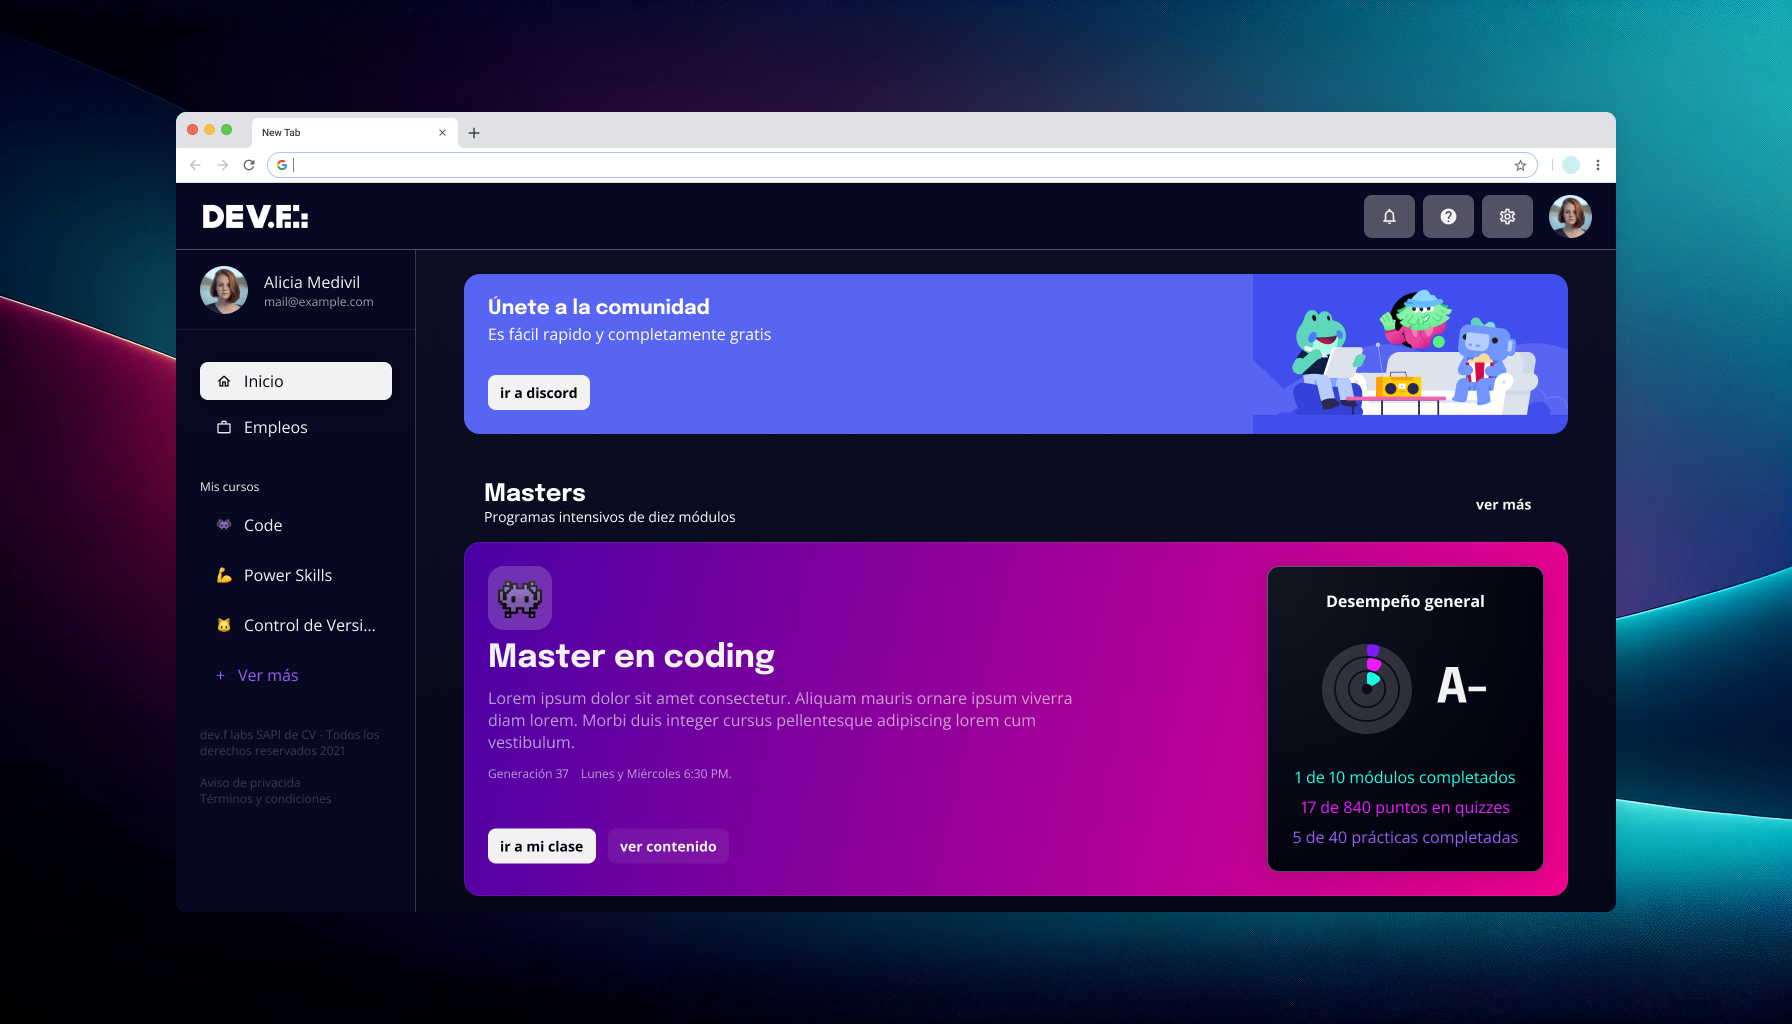 New Tab
DEV.F.:
Alicia Medivil
mail@example.com
Inicio
Empleos
Mis cursos
Code
Power Skills
Control de Versi...
+ Ver más
dev.f labs SAPI de CV - Todos los
derechos reservados 2021
Aviso de privacida
Términos y condiciones
Únete a la comunidad
Es fácil rapido y completamente gratis
ir a discord
Masters
Programas intensivos de diez módulos
ver más
Master en coding
Lorem ipsum dolor sit amet consectetur. Aliquam mauris ornare ipsum viverra
diam lorem. Morbi duis integer cursus pellentesque adipiscing lorem cum
vestibulum.
Generación 37 Lunes y Miércoles 6:30 PM.
ir a mi clase
ver contenido
Desempeño general
A-
1 de 10 módulos completados
17 de 840 puntos en quizzes
5 de 40 prácticas completadas